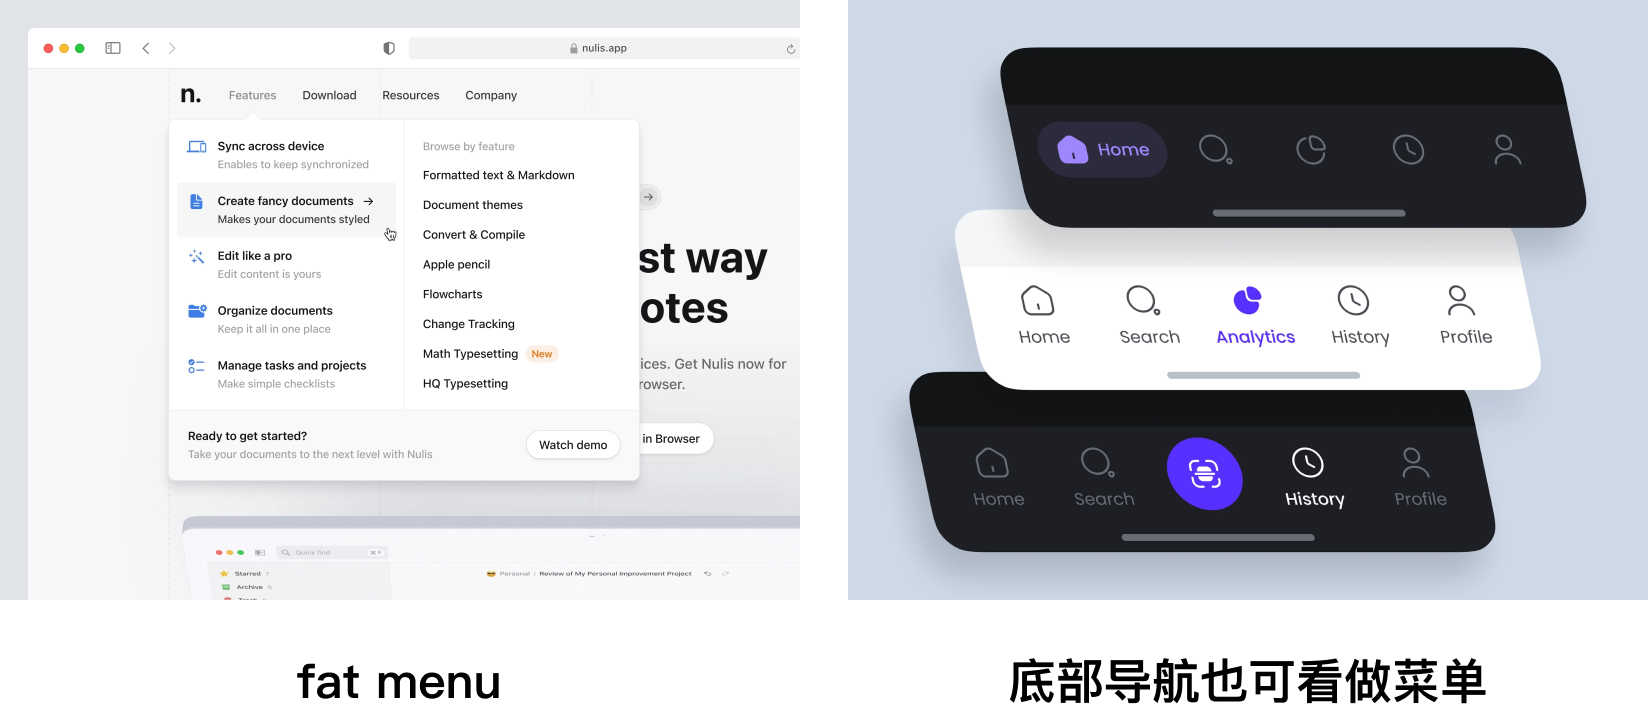 nulis.app
n.
Features
Download
Resources
Company
Sync across device
Enables to keep synchronized
Create fancy documents →
Makes your documents styled
Edit like a pro
Edit content is yours
Organize documents
Keep it all in one place
Manage tasks and projects
Make simple checklists
Browse by feature
Formatted text & Markdown
Document themes
Convert & Compile
Apple pencil
Flowcharts
Change Tracking
Math Typesetting New
HQ Typesetting
Ready to get started?
Take your documents to the next level with Nulis
Watch demo
st way
otes
ices. Get Nulis now for
rowser.
in Browser
Quick find
Starred 7
Archive 6
Personal / Review of My Personal Improvement Project
Home
Home
Search
Analytics
History
Profile
Home
Search
History
Profile
fat menu
底部导航也可看做菜单